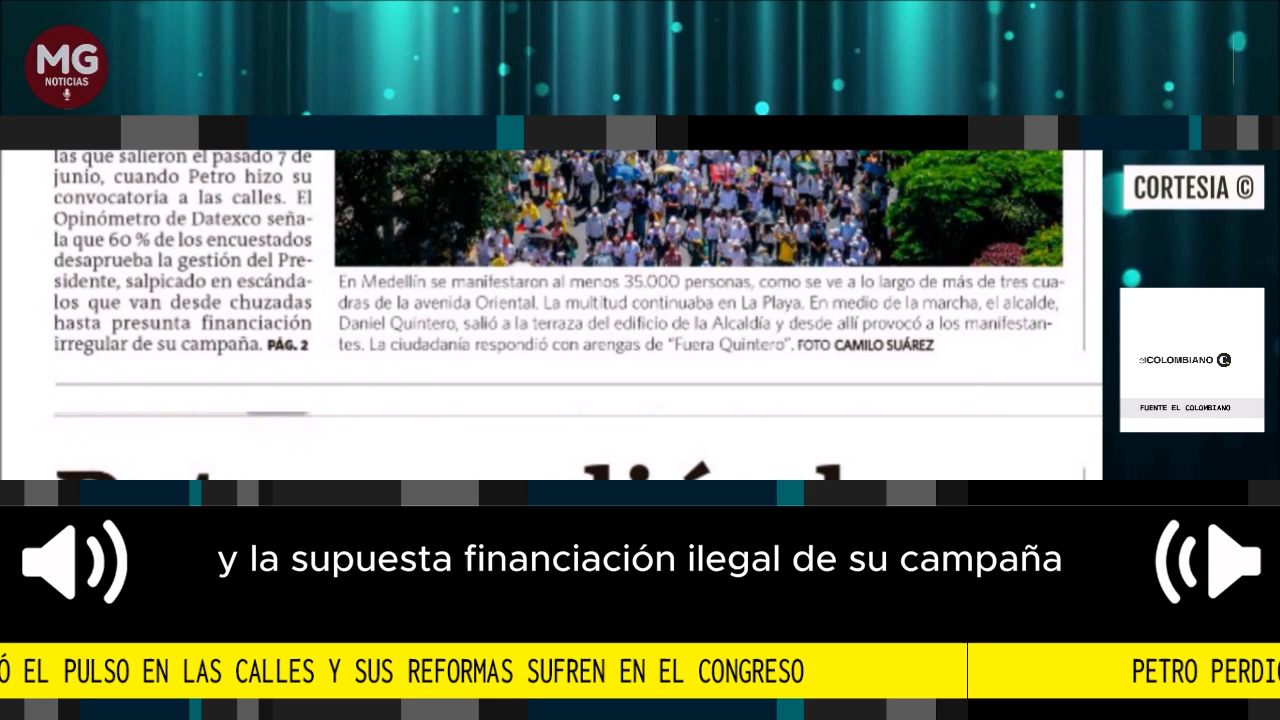 MG
NOTICIAS
las que salieron el pasado 7 de
junio, cuando Petro hizo su
convocatoria a las calles. El
Opinómetro de Datexco seña-
la que 60 % de los encuestados
desaprueba la gestión del Pre-
sidente, salpicado en escánda-
los que van desde chuzadas
hasta presunta financiación
irregular de su campaña. PÁG. 2
En Medellín se manifestaron al menos 35.000 personas, como se ve a lo largo de más de tres cua-
dras de la avenida Oriental. La multitud continuaba en La Playa. En medio de la marcha, el alcalde,
Daniel Quintero, salió a la terraza del edificio de la Alcaldía y desde allí provocó a los manifestan-
tes. La ciudadanía respondió con arengas de “Fuera Quintero”. FOTO CAMILO SUÁREZ
CORTESIA ©
elCOLOMBIANO C
FUENTE EL COLOMBIANO
y la supuesta financiación ilegal de su campaña
Ó EL PULSO EN LAS CALLES Y SUS REFORMAS SUFREN EN EL CONGRESO
PETRO PERDI